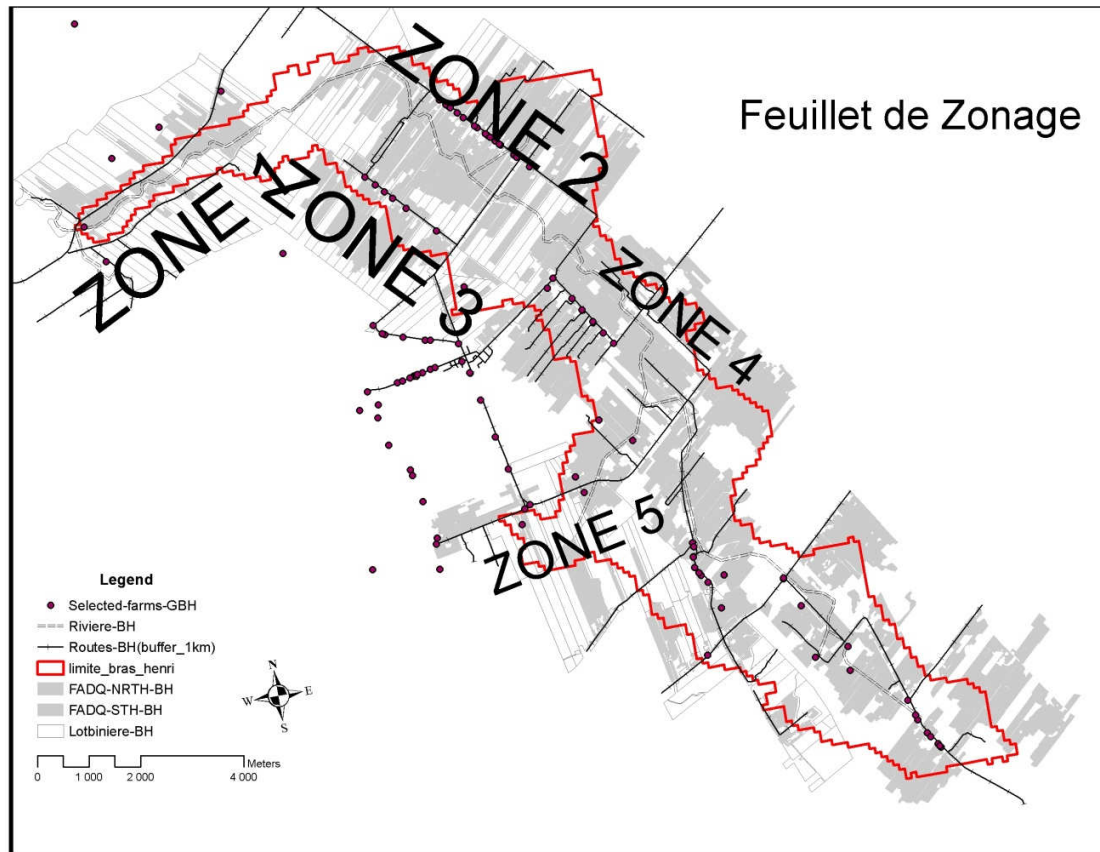 Feuillet de Zonage
ZONE 1
ZONE 2
ZONE 3
ZONE 4
ZONE 5
Legend
Selected-farms-GBH
Riviere-BH
Routes-BH(buffer_1km)
limite_bras_henri
FADQ-NRTH-BH
FADQ-STH-BH
Lotbiniere-BH
N
W E
S
Meters
0 1 000 2 000 4 000